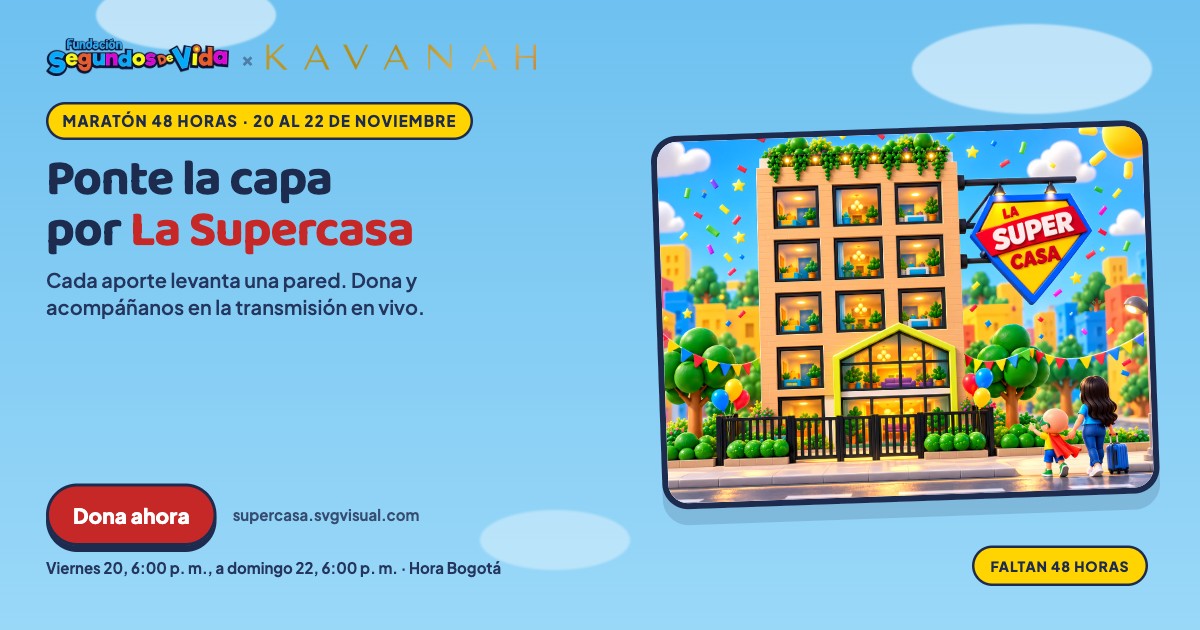 Fundación
Segundos de Vida × KAVANAH
MARATÓN 48 HORAS · 20 AL 22 DE NOVIEMBRE
Ponte la capa
por La Supercasa
Cada aporte levanta una pared. Dona y
acompáñanos en la transmisión en vivo.
LA
SUPER
CASA
Dona ahora
supercasa.svgvisual.com
Viernes 20, 6:00 p. m., a domingo 22, 6:00 p. m. · Hora Bogotá
FALTAN 48 HORAS